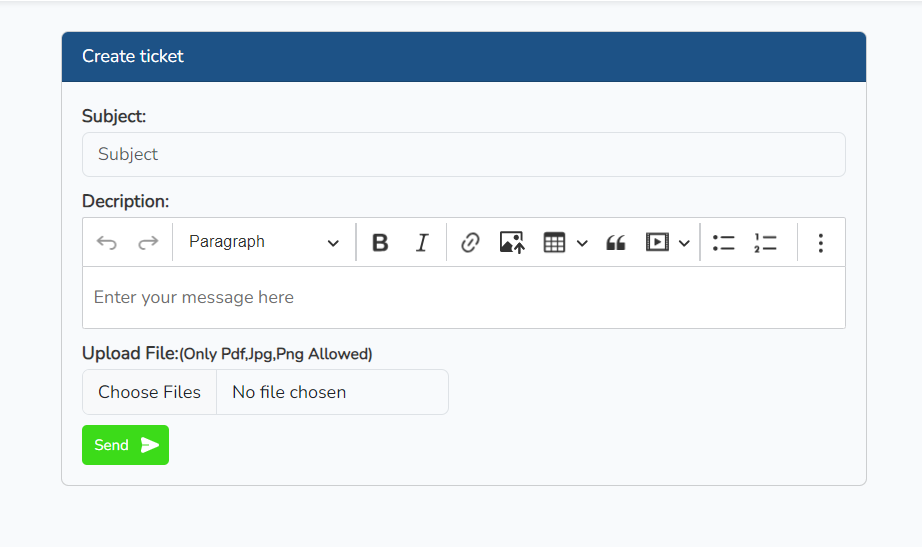 Create ticket
Subject:
Subject
Decription:
Paragraph B I
Enter your message here
Upload File:(Only Pdf,Jpg,Png Allowed)
Choose Files No file chosen
Send